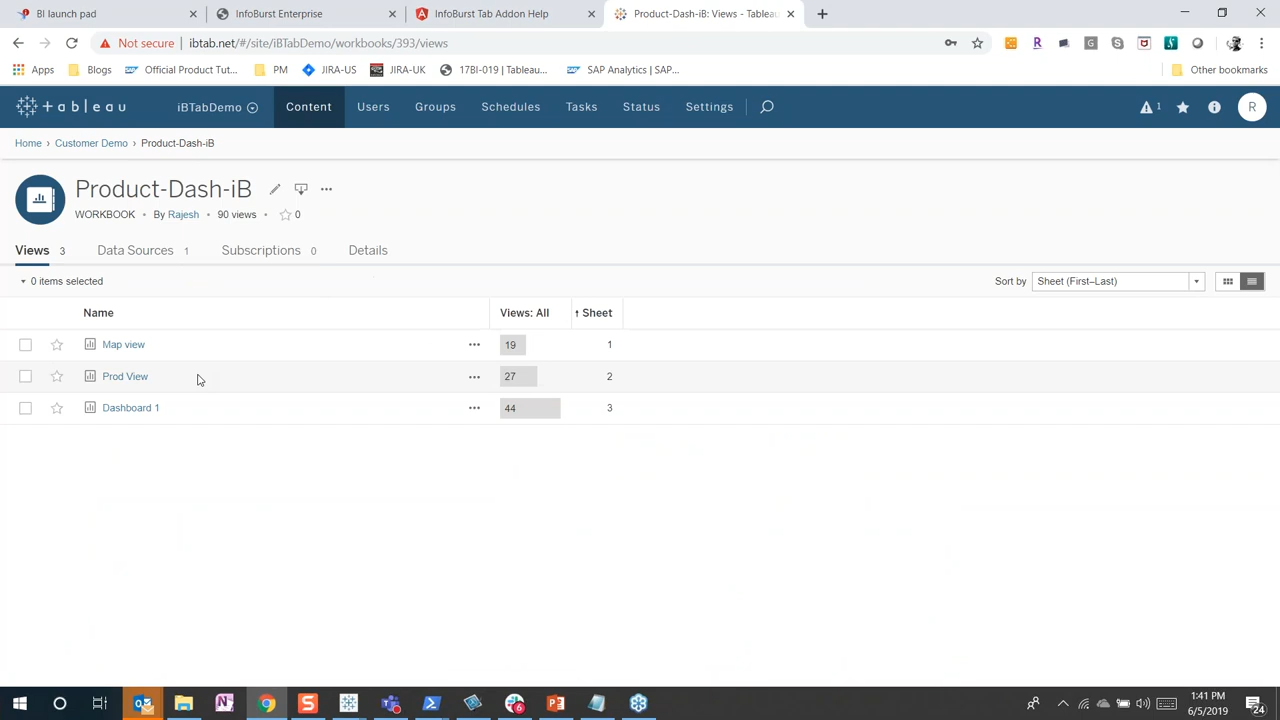 BI launch pad
InfoBurst Enterprise
InfoBurst Tab Addon Help
Product-Dash-iB: Views - Tableau
Not secure | ibtab.net/#/site/iBTabDemo/workbooks/393/views
Apps
Blogs
Official Product Tut...
PM
JIRA-US
JIRA-UK
17BI-019 | Tableau...
SAP Analytics | SAP...
Other bookmarks
tableau
iBTabDemo
Content
Users
Groups
Schedules
Tasks
Status
Settings
1
R
Home › Customer Demo › Product-Dash-iB
Product-Dash-iB
WORKBOOK • By Rajesh • 90 views • 0
Views 3
Data Sources 1
Subscriptions 0
Details
0 items selected
Sort by
Sheet (First–Last)
Name
Views: All
Sheet
Map view
19
1
Prod View
27
2
Dashboard 1
44
3
1:41 PM
6/5/2019
24